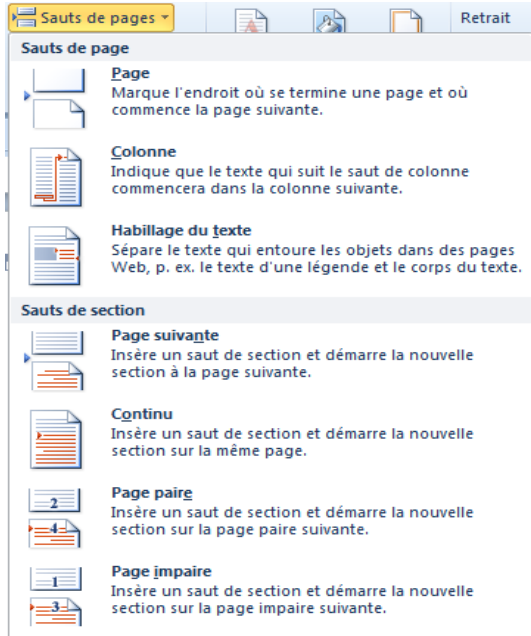 Sauts de pages
Retrait
Sauts de page
Page
Marque l'endroit où se termine une page et où
commence la page suivante.
Colonne
Indique que le texte qui suit le saut de colonne
commencera dans la colonne suivante.
Habillage du texte
Sépare le texte qui entoure les objets dans des pages
Web, p. ex. le texte d'une légende et le corps du texte.
Sauts de section
Page suivante
Insère un saut de section et démarre la nouvelle
section à la page suivante.
Continu
Insère un saut de section et démarre la nouvelle
section sur la même page.
2
4
Page paire
Insère un saut de section et démarre la nouvelle
section sur la page paire suivante.
1
3
Page impaire
Insère un saut de section et démarre la nouvelle
section sur la page impaire suivante.